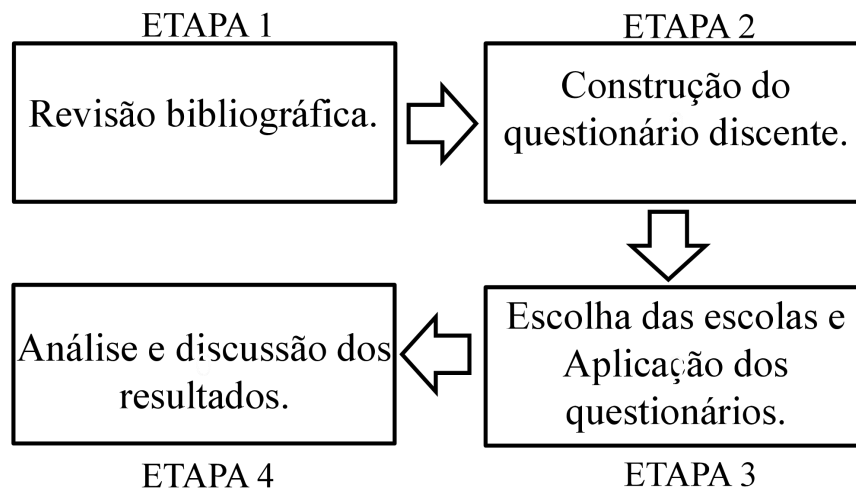 ETAPA 1
Revisão bibliográfica.
ETAPA 2
Construção do
questionário discente.
Escolha das escolas e
Aplicação dos
questionários.
ETAPA 3
Análise e discussão dos
resultados.
ETAPA 4